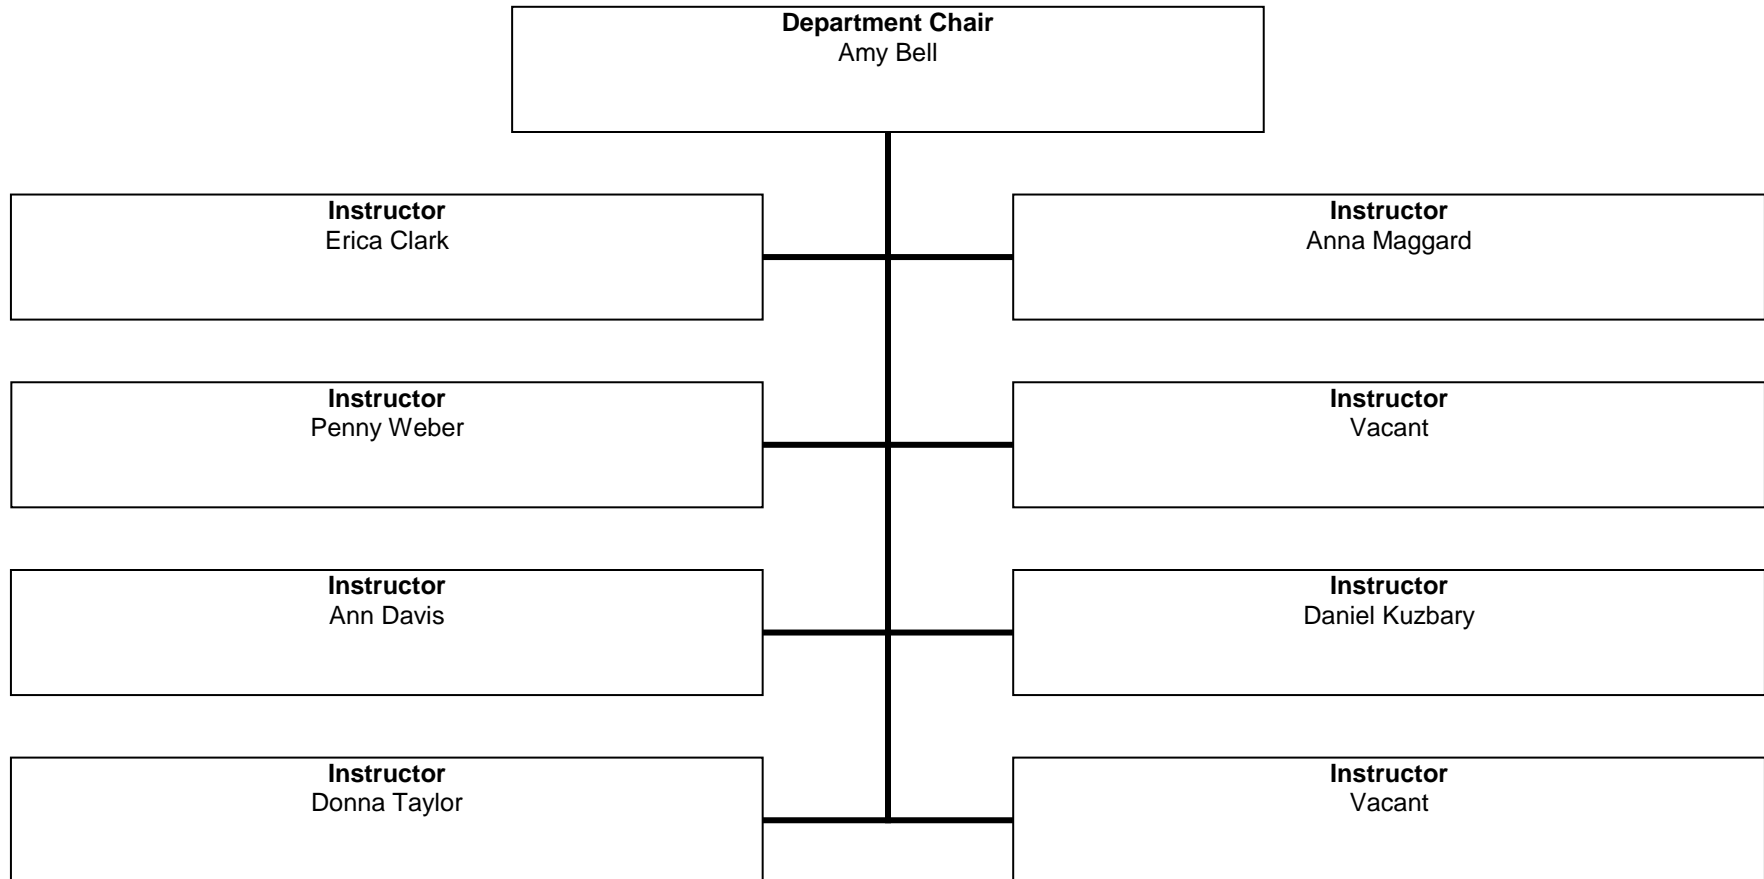 Department Chair
Amy Bell
Instructor
Erica Clark
Instructor
Anna Maggard
Instructor
Penny Weber
Instructor
Vacant
Instructor
Ann Davis
Instructor
Daniel Kuzbary
Instructor
Donna Taylor
Instructor
Vacant